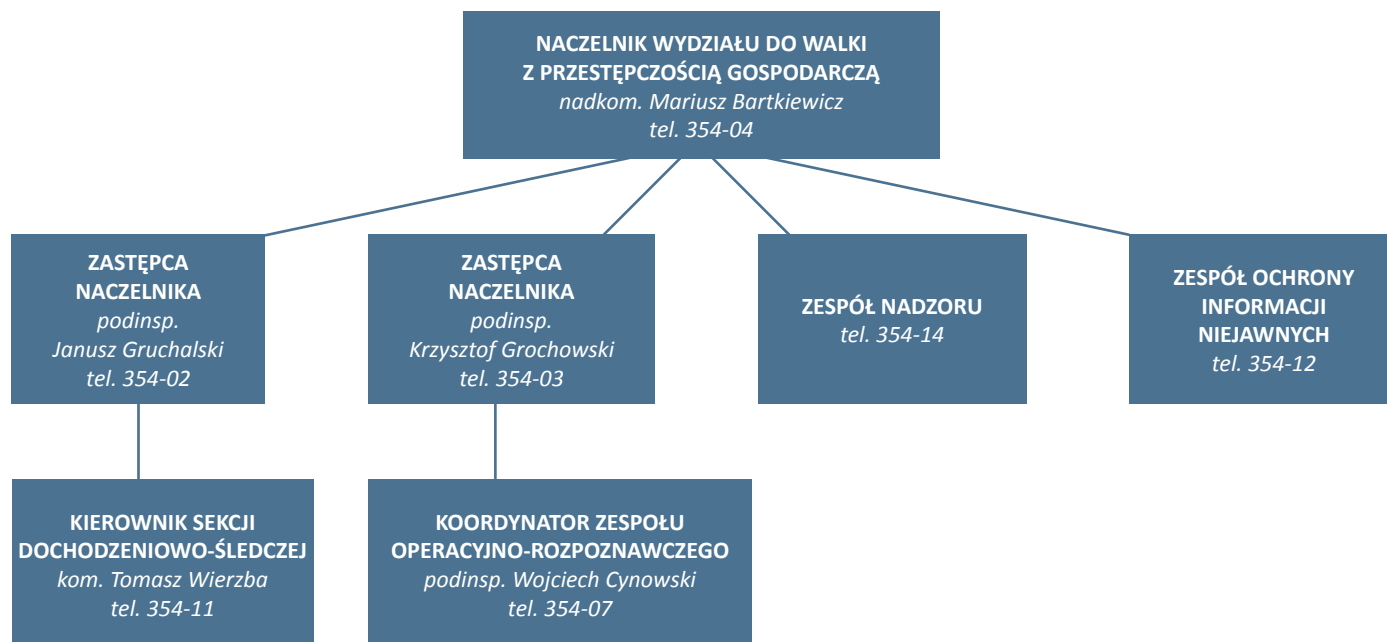 NACZELNIK WYDZIAŁU DO WALKI
Z PRZESTĘPCZOŚCIĄ GOSPODARCZĄ
nadkom. Mariusz Bartkiewicz
tel. 354-04
ZASTĘPCA
NACZELNIKA
podinsp.
Janusz Gruchalski
tel. 354-02
ZASTĘPCA
NACZELNIKA
podinsp.
Krzysztof Grochowski
tel. 354-03
ZESPÓŁ NADZORU
tel. 354-14
ZESPÓŁ OCHRONY
INFORMACJI
NIEJAWNYCH
tel. 354-12
KIEROWNIK SEKCJI
DOCHODZENIOWO-ŚLEDCZEJ
kom. Tomasz Wierzba
tel. 354-11
KOORDYNATOR ZESPOŁU
OPERACYJNO-ROZPOZNAWCZEGO
podinsp. Wojciech Cynowski
tel. 354-07